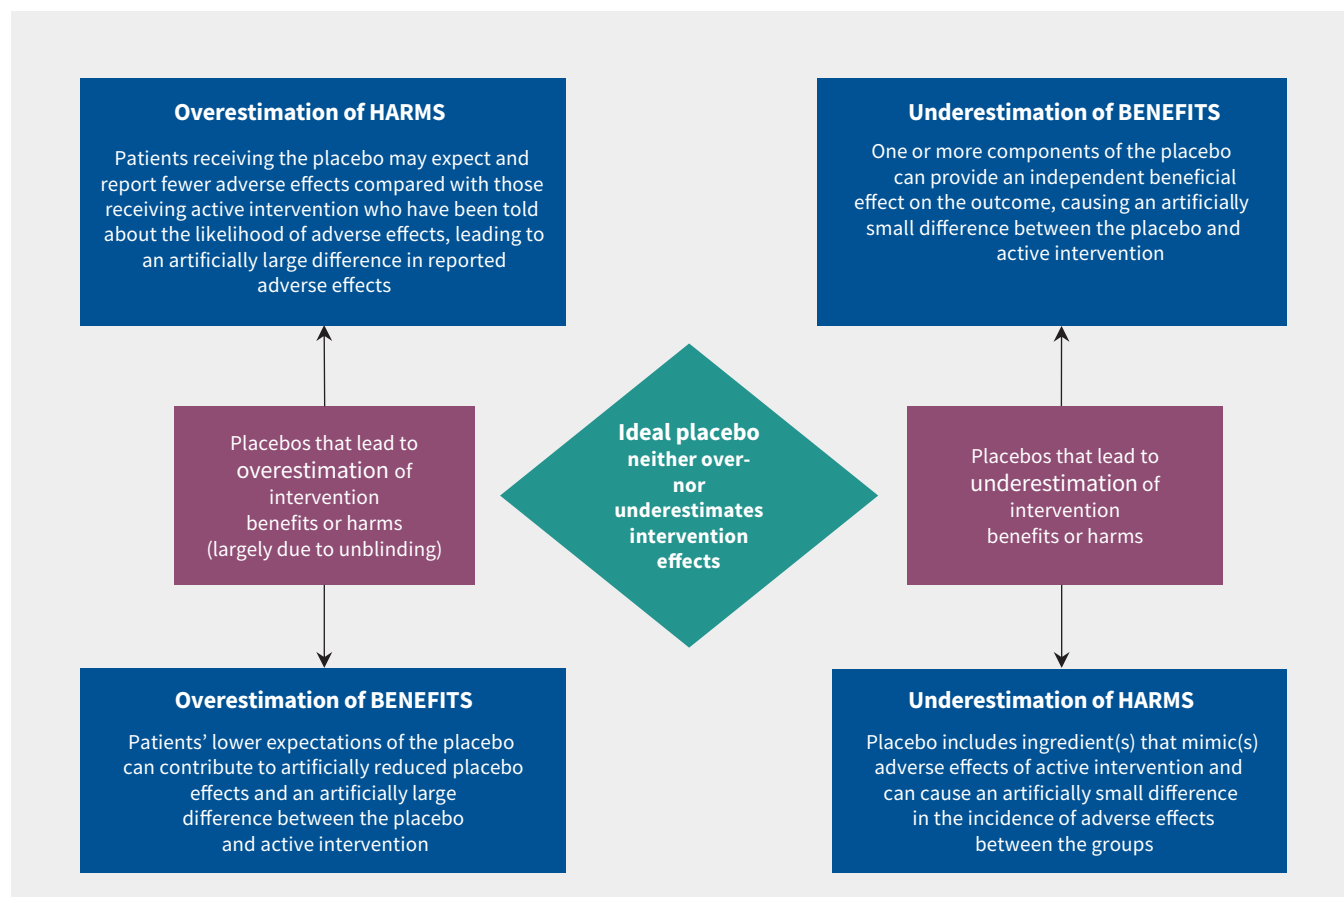 Overestimation of HARMS
Patients receiving the placebo may expect and
report fewer adverse effects compared with those
receiving active intervention who have been told
about the likelihood of adverse effects, leading to
an artificially large difference in reported
adverse effects
Underestimation of BENEFITS
One or more components of the placebo
can provide an independent beneficial
effect on the outcome, causing an artificially
small difference between the placebo and
active intervention
Placebos that lead to
overestimation of
intervention
benefits or harms
(largely due to unblinding)
Ideal placebo
neither over-
nor
underestimates
intervention
effects
Placebos that lead to
underestimation of
intervention
benefits or harms
Overestimation of BENEFITS
Patients’ lower expectations of the placebo
can contribute to artificially reduced placebo
effects and an artificially large
difference between the placebo
and active intervention
Underestimation of HARMS
Placebo includes ingredient(s) that mimic(s)
adverse effects of active intervention and
can cause an artificially small difference
in the incidence of adverse effects
between the groups